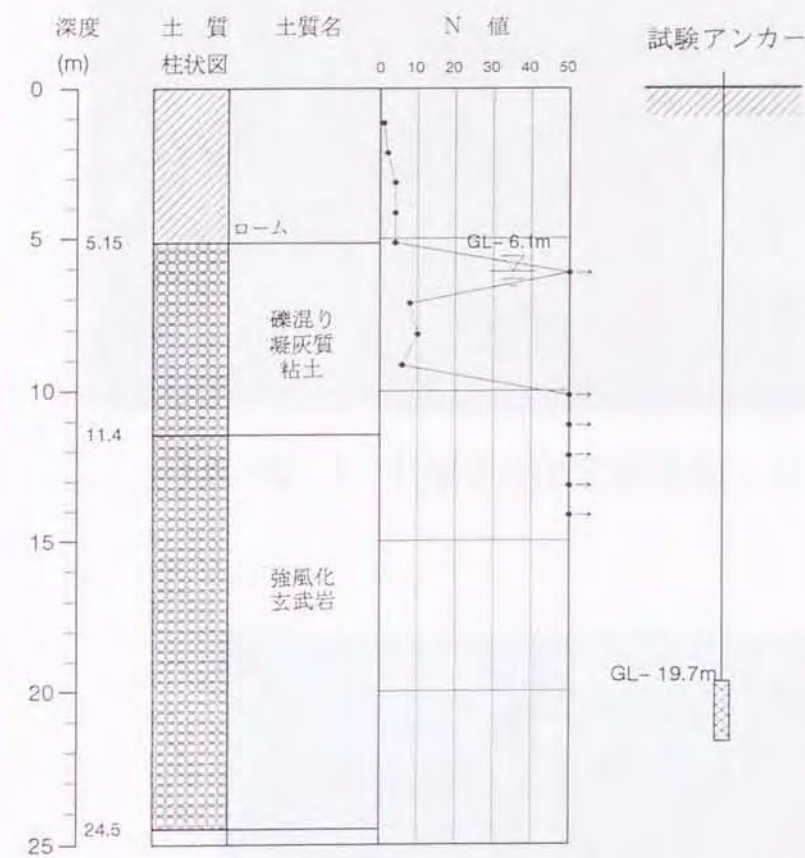 深度 土 質 土質名 N 値 試験アンカー
(m) 柱状図 0 10 20 30 40 50
0
ローム
5 5.15 GL- 6.1m
礫混り
凝灰質
粘土
10
11.4
15
強風化
玄武岩
GL- 19.7m
20
24.5
25